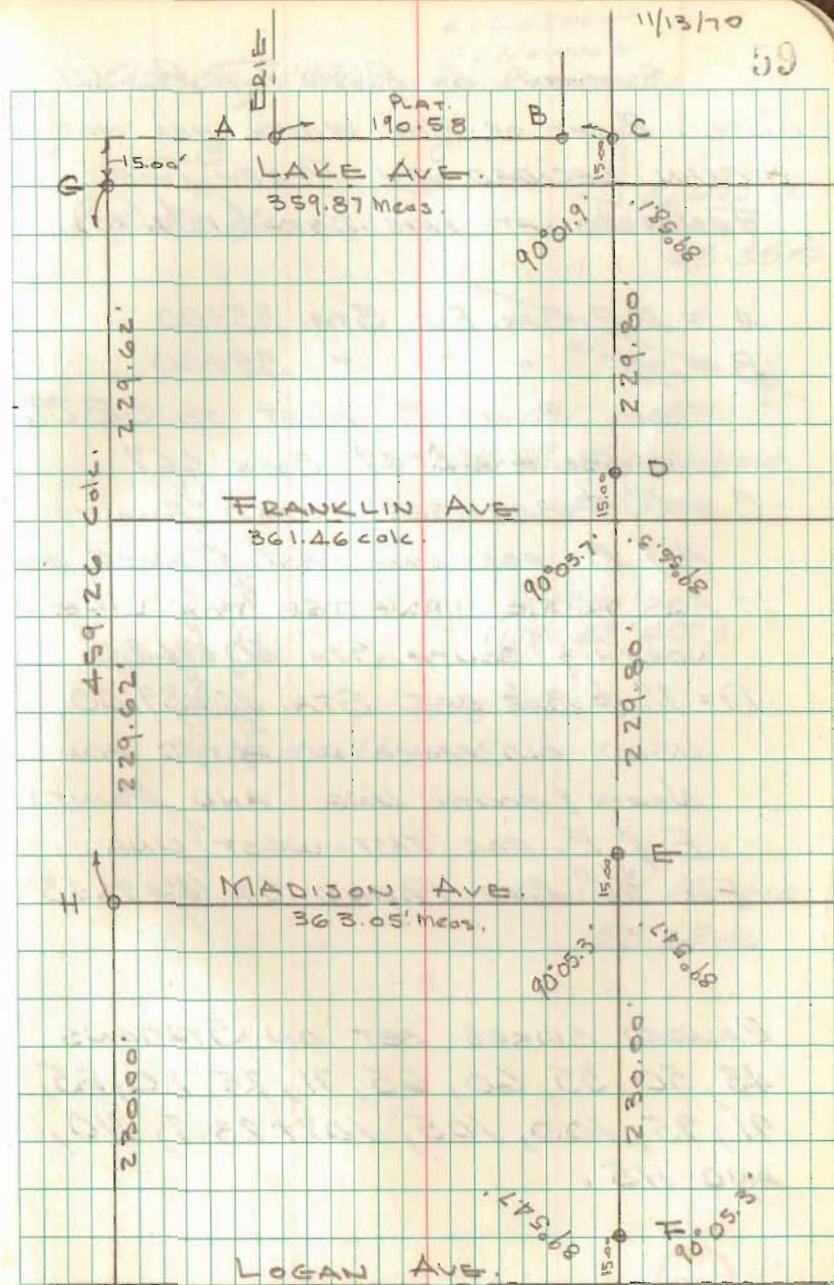 11/13/70
59
ERIE
PLAT.
A 190.58 B C
15.00' 15.00
G LAKE AVE.
359.87 Meas.
90°01.9' 89°58.1'
229.62' 229.80'
459.26 Calc.
D
15.00
FRANKLIN AVE
361.46 calc.
90°03.7' 89°56.3'
229.62' 229.80'
E
15.00
H MADISON AVE.
363.05' Meas.
90°05.3' 89°54.7'
230.00' 230.00'
89°54.7' F 90°05.3'
15.00
LOGAN AVE.